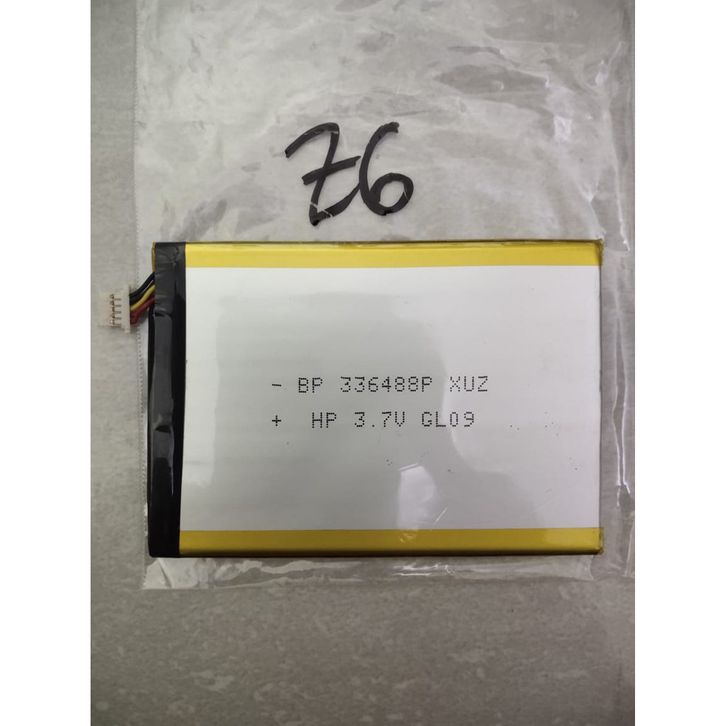 Z6
- BP 336488P XUZ
+ HP 3.7V GL09